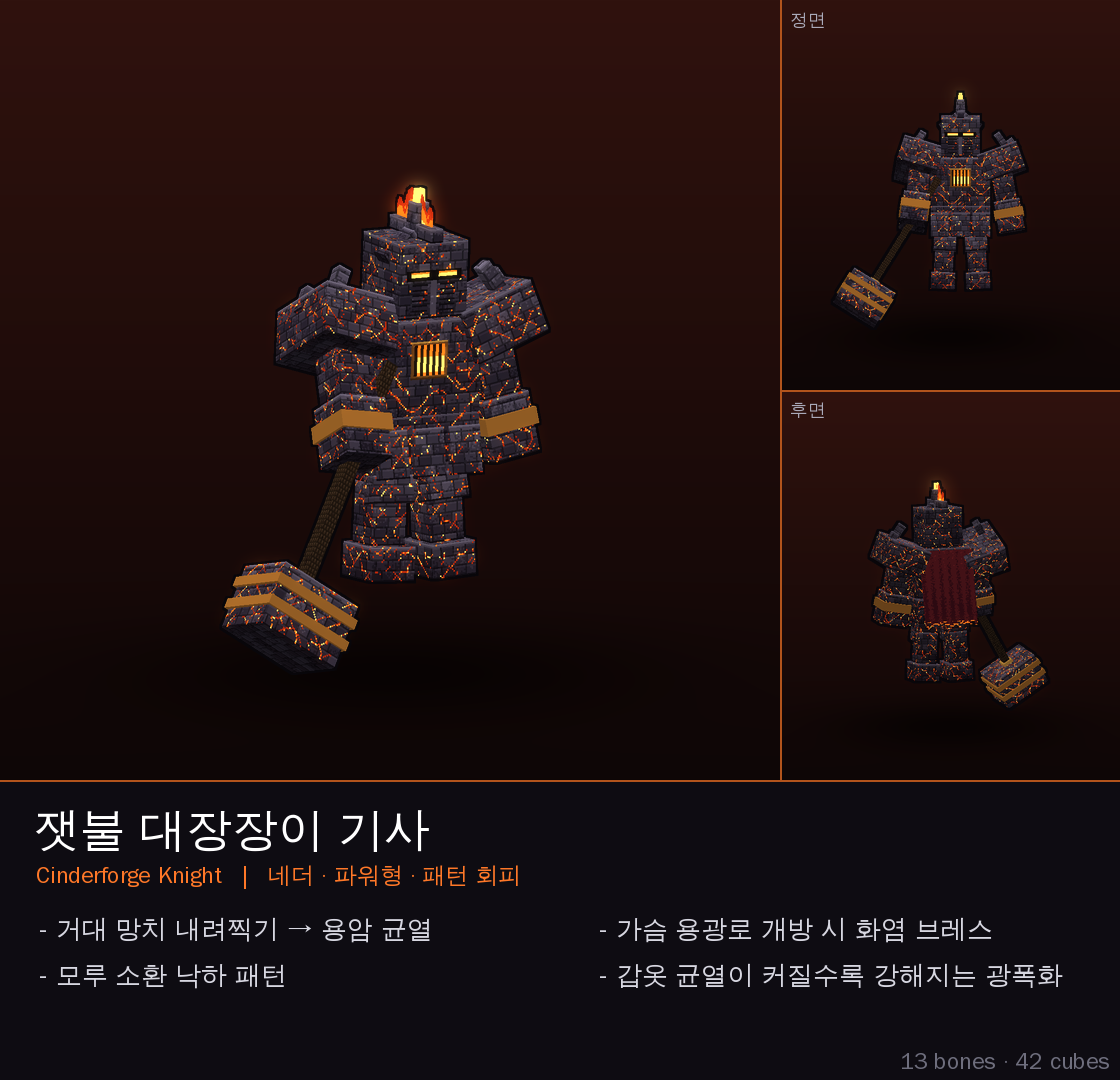 정면
후면
잿불 대장장이 기사
Cinderforge Knight | 네더 · 파워형 · 패턴 회피
- 거대 망치 내려찍기 → 용암 균열
- 가슴 용광로 개방 시 화염 브레스
- 모루 소환 낙하 패턴
- 갑옷 균열이 커질수록 강해지는 광폭화
13 bones · 42 cubes